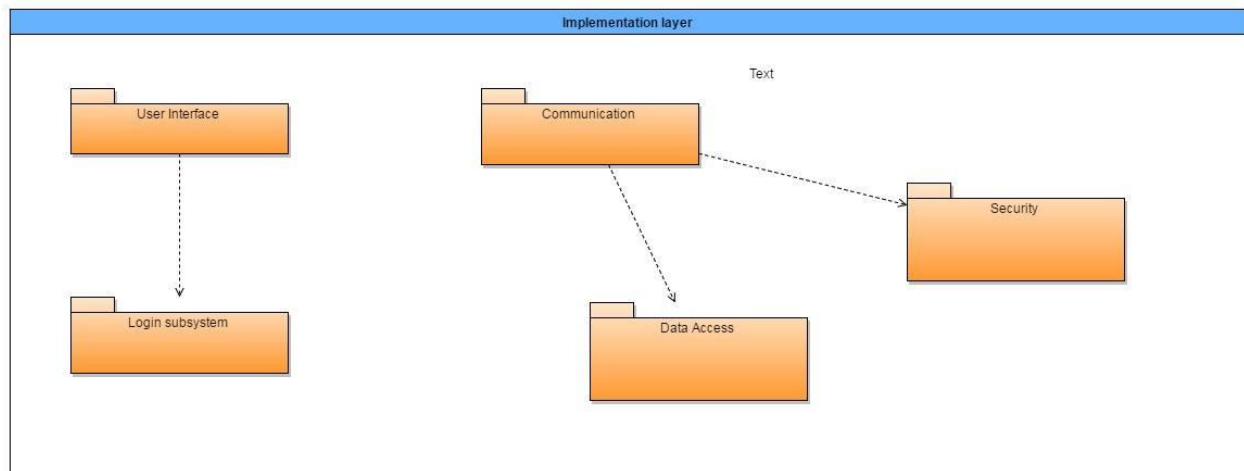 Implementation layer
Text
User Interface
Communication
Security
Login subsystem
Data Access